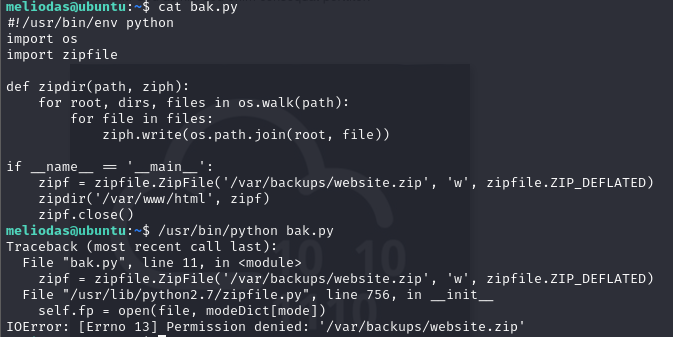 meliodas@ubuntu:~$ cat bak.py
#!/usr/bin/env python
import os
import zipfile

def zipdir(path, ziph):
    for root, dirs, files in os.walk(path):
        for file in files:
            ziph.write(os.path.join(root, file))

if __name__ == '__main__':
    zipf = zipfile.ZipFile('/var/backups/website.zip', 'w', zipfile.ZIP_DEFLATED)
    zipdir('/var/www/html', zipf)
    zipf.close()
meliodas@ubuntu:~$ /usr/bin/python bak.py
Traceback (most recent call last):
  File "bak.py", line 11, in <module>
    zipf = zipfile.ZipFile('/var/backups/website.zip', 'w', zipfile.ZIP_DEFLATED)
  File "/usr/lib/python2.7/zipfile.py", line 756, in __init__
    self.fp = open(file, modeDict[mode])
IOError: [Errno 13] Permission denied: '/var/backups/website.zip'